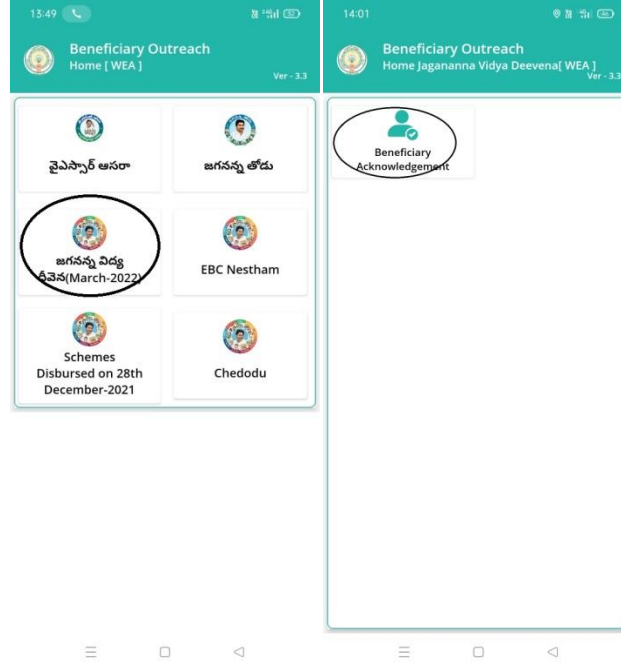 13:49
Beneficiary Outreach
Home [ WEA ]
Ver - 3.3
వైఎస్సార్ ఆసరా
జగనన్న తోడు
జగనన్న విద్య
దీవెన(March-2022)
EBC Nestham
Schemes
Disbursed on 28th
December-2021
Chedodu
14:01
Beneficiary Outreach
Home Jagananna Vidya Deevena[ WEA ]
Ver - 3.3
Beneficiary
Acknowledgement